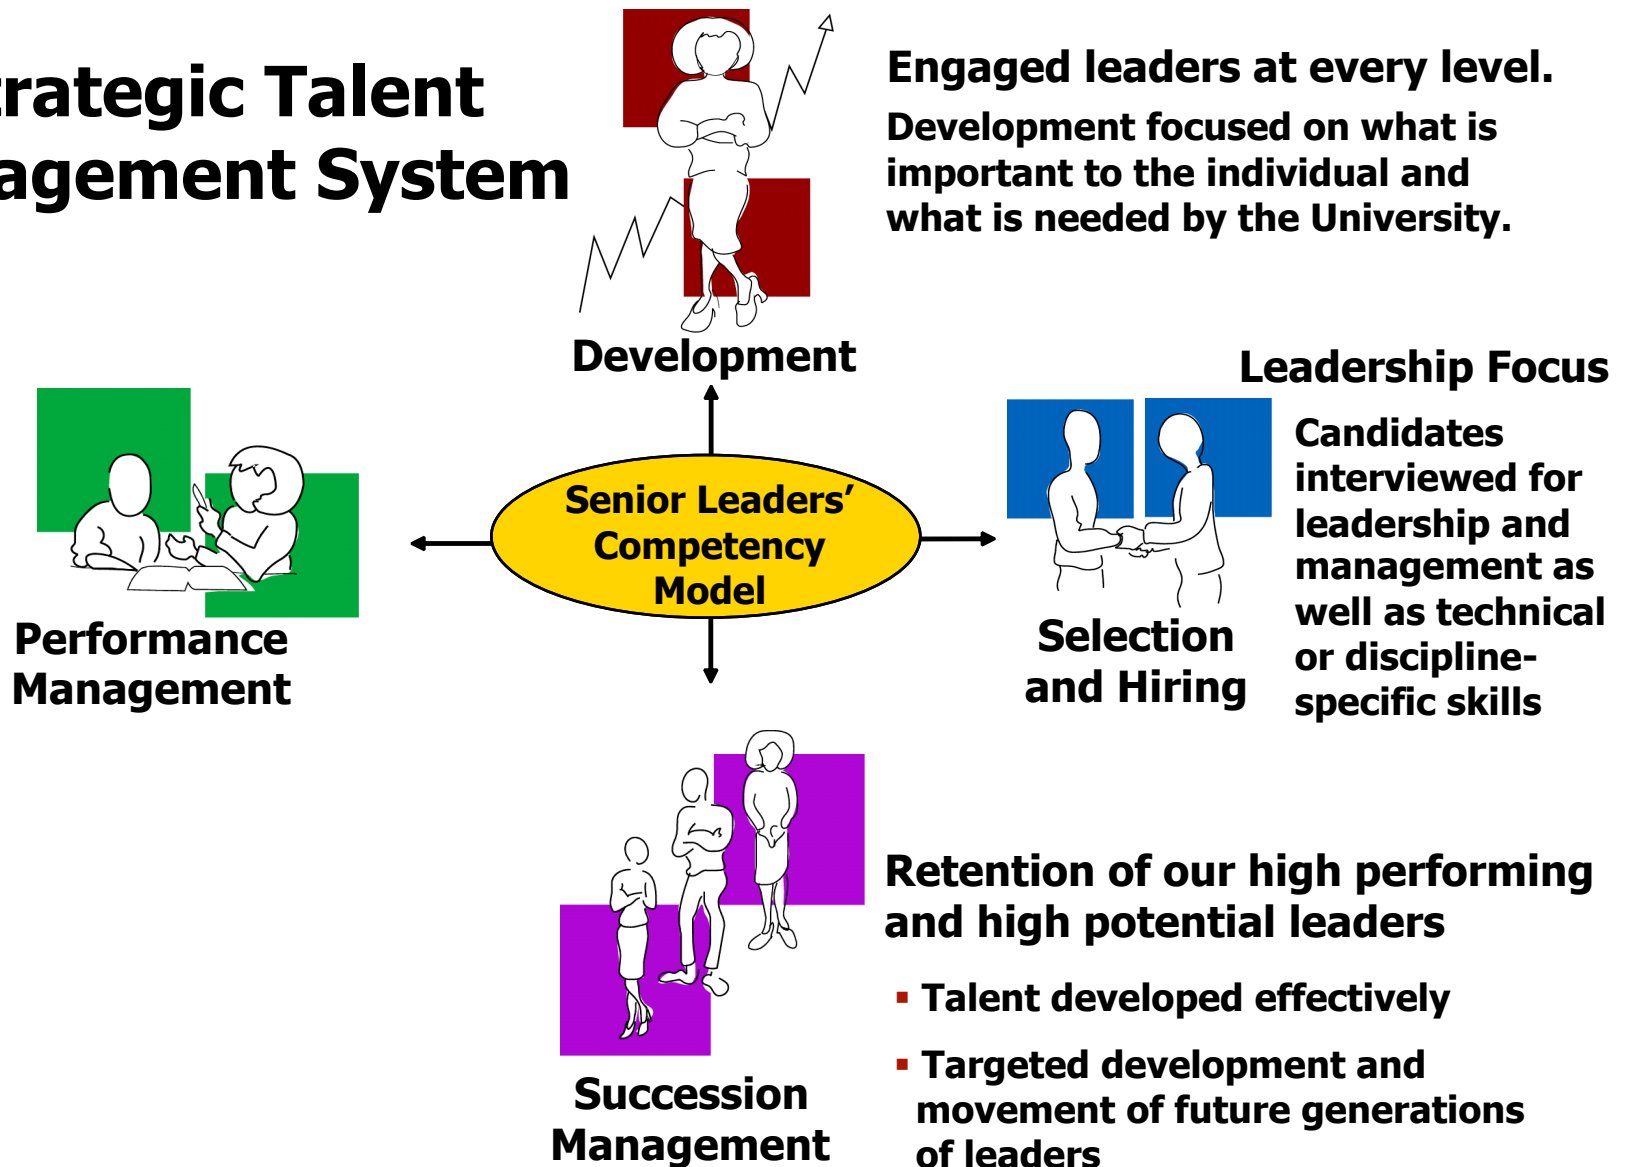 trategic Talent
agement System
Engaged leaders at every level.
Development focused on what is
important to the individual and
what is needed by the University.
Development
Leadership Focus
Candidates
interviewed for
leadership and
management as
well as technical
or discipline-
specific skills
Senior Leaders’
Competency
Model
Performance
Management
Selection
and Hiring
Retention of our high performing
and high potential leaders
▪ Talent developed effectively
▪ Targeted development and
movement of future generations
of leaders
Succession
Management